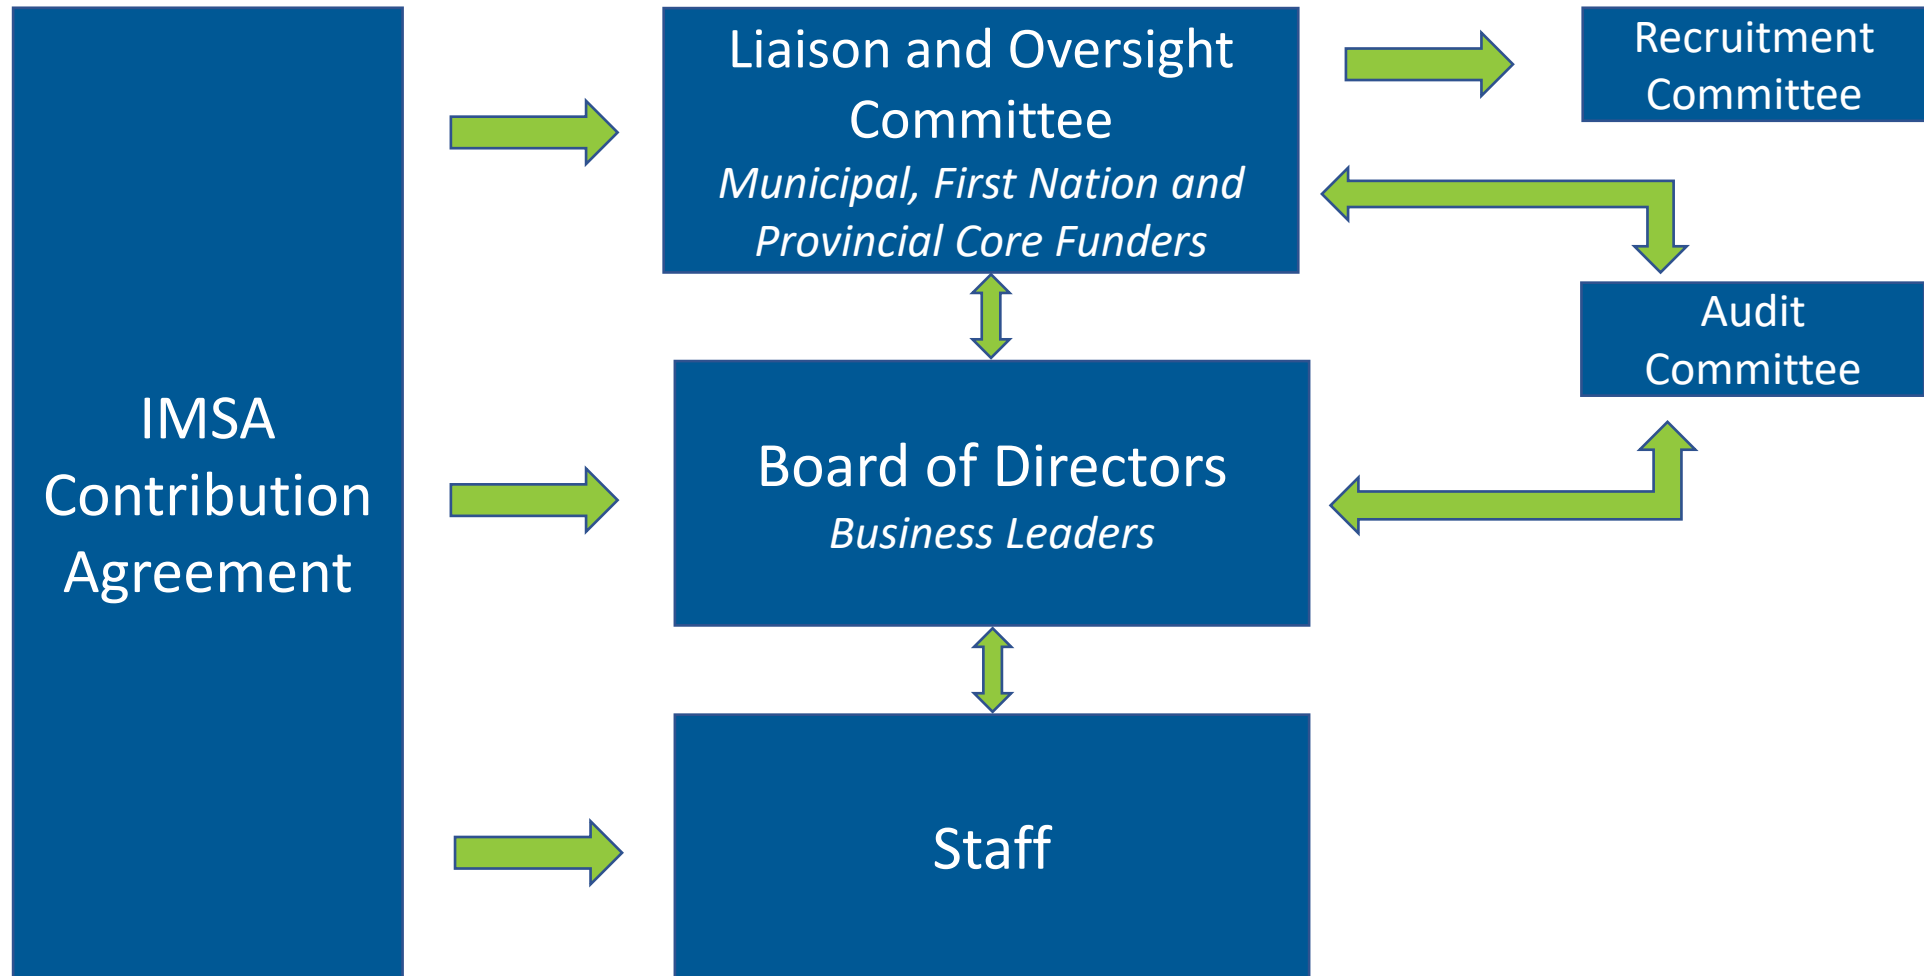 IMSA
Contribution
Agreement
Liaison and Oversight
Committee
Municipal, First Nation and
Provincial Core Funders
Recruitment
Committee
Audit
Committee
Board of Directors
Business Leaders
Staff